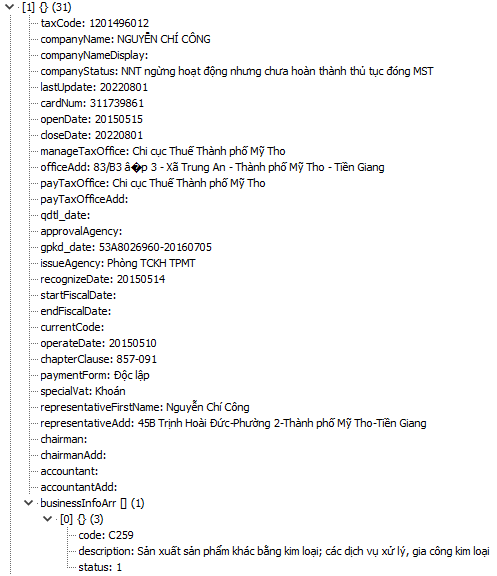 [1] {} (31)
taxCode: 1201496012
companyName: NGUYỄN CHÍ CÔNG
companyNameDisplay:
companyStatus: NNT ngừng hoạt động nhưng chưa hoàn thành thủ tục đóng MST
lastUpdate: 20220801
cardNum: 311739861
openDate: 20150515
closeDate: 20220801
manageTaxOffice: Chi cục Thuế Thành phố Mỹ Tho
officeAdd: 83/B3 â�p 3 - Xã Trung An - Thành phố Mỹ Tho - Tiền Giang
payTaxOffice: Chi cục Thuế Thành phố Mỹ Tho
payTaxOfficeAdd:
qdtl_date:
approvalAgency:
gpkd_date: 53A8026960-20160705
issueAgency: Phòng TCKH TPMT
recognizeDate: 20150514
startFiscalDate:
endFiscalDate:
currentCode:
operateDate: 20150510
chapterClause: 857-091
paymentForm: Độc lập
specialVat: Khoán
representativeFirstName: Nguyễn Chí Công
representativeAdd: 45B Trịnh Hoài Đức-Phường 2-Thành phố Mỹ Tho-Tiền Giang
chairman:
chairmanAdd:
accountant:
accountantAdd:
businessInfoArr [] (1)
[0] {} (3)
code: C259
description: Sản xuất sản phẩm khác bằng kim loại; các dịch vụ xử lý, gia công kim loại
status: 1